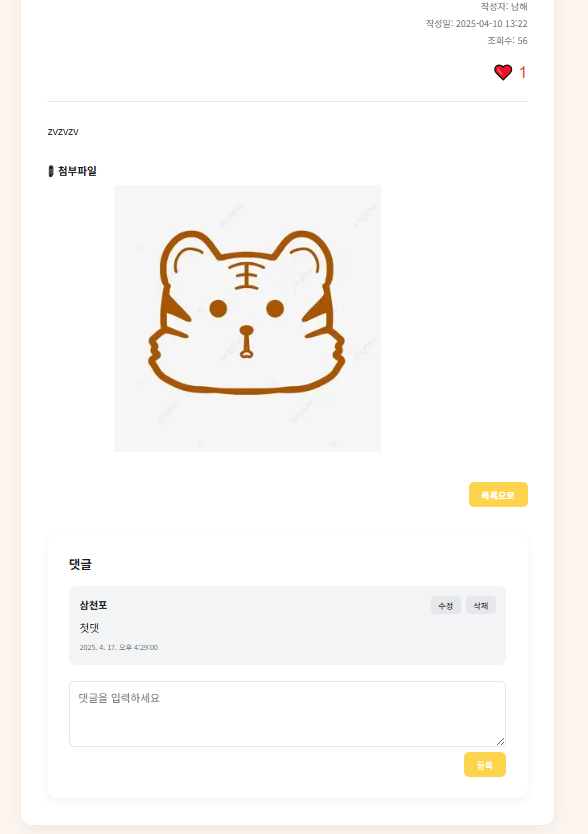 작성자: 남해
작성일: 2025-04-10 13:22
조회수: 56
1
zvzvzv
첨부파일
목록으로
댓글
삼천포
수정
삭제
첫댓
2025. 4. 17. 오후 4:29:00
댓글을 입력하세요
등록